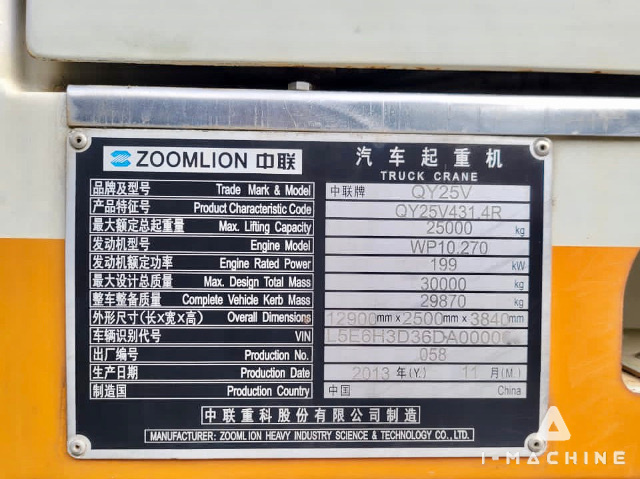 ZOOMLION 中联 汽车起重机
TRUCK CRANE
品牌及型号 Trade Mark & Model 中联牌 QY25V
产品特征号 Product Characteristic Code QY25V431.4R
最大额定总起重量 Max. Lifting Capacity 25000 kg
发动机型号 Engine Model WP10.270
发动机额定功率 Engine Rated Power 199 kW
最大设计总质量 Max. Design Total Mass 30000 kg
整车整备质量 Complete Vehicle Kerb Mass 29870 kg
外形尺寸(长×宽×高) Overall Dimensions 12900mm×2500mm×3840mm
车辆识别代号 VIN
出厂编号 Production No. 058
生产日期 Production Date 2013 年(Y.) 11 月(M.)
制造国 Production Country 中国 China
中联重科股份有限公司制造
MANUFACTURER: ZOOMLION HEAVY INDUSTRY SCIENCE & TECHNOLOGY CO., LTD.
I-MACHINE